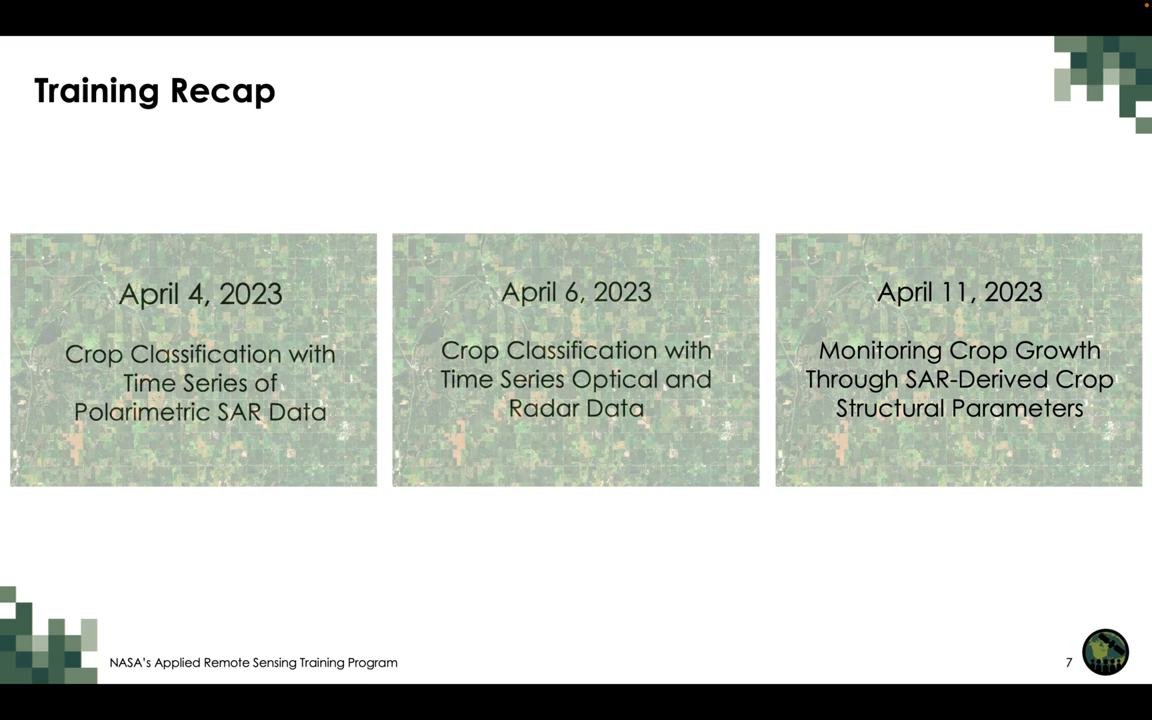 Training Recap
April 4, 2023
Crop Classification with
Time Series of
Polarimetric SAR Data
April 6, 2023
Crop Classification with
Time Series Optical and
Radar Data
April 11, 2023
Monitoring Crop Growth
Through SAR-Derived Crop
Structural Parameters
NASA's Applied Remote Sensing Training Program
7